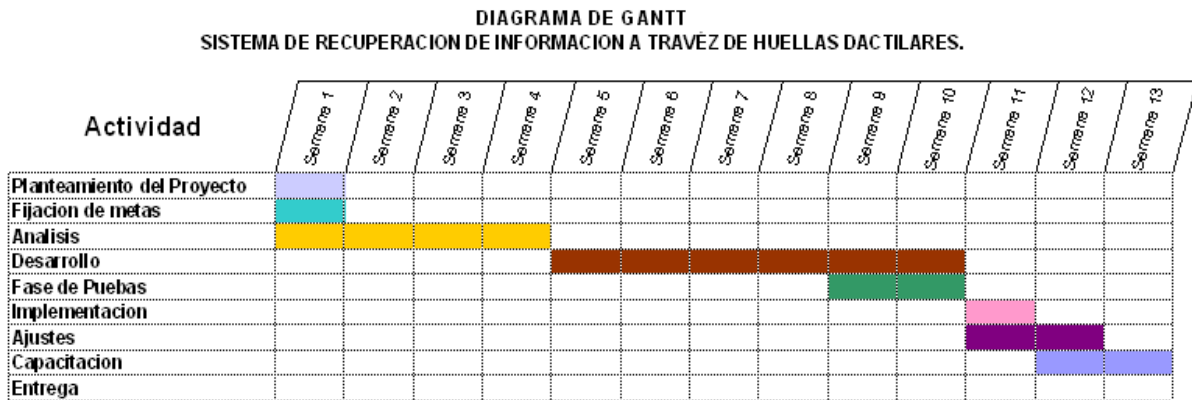 DIAGRAMA DE GANTT
SISTEMA DE RECUPERACION DE INFORMACION A TRAVÉZ DE HUELLAS DACTILARES.
Actividad
Semana 1
Semana 2
Semana 3
Semana 4
Semana 5
Semana 6
Semana 7
Semana 8
Semana 9
Semana 10
Semana 11
Semana 12
Semana 13
Planteamiento del Proyecto
Fijacion de metas
Analisis
Desarrollo
Fase de Puebas
Implementacion
Ajustes
Capacitacion
Entrega